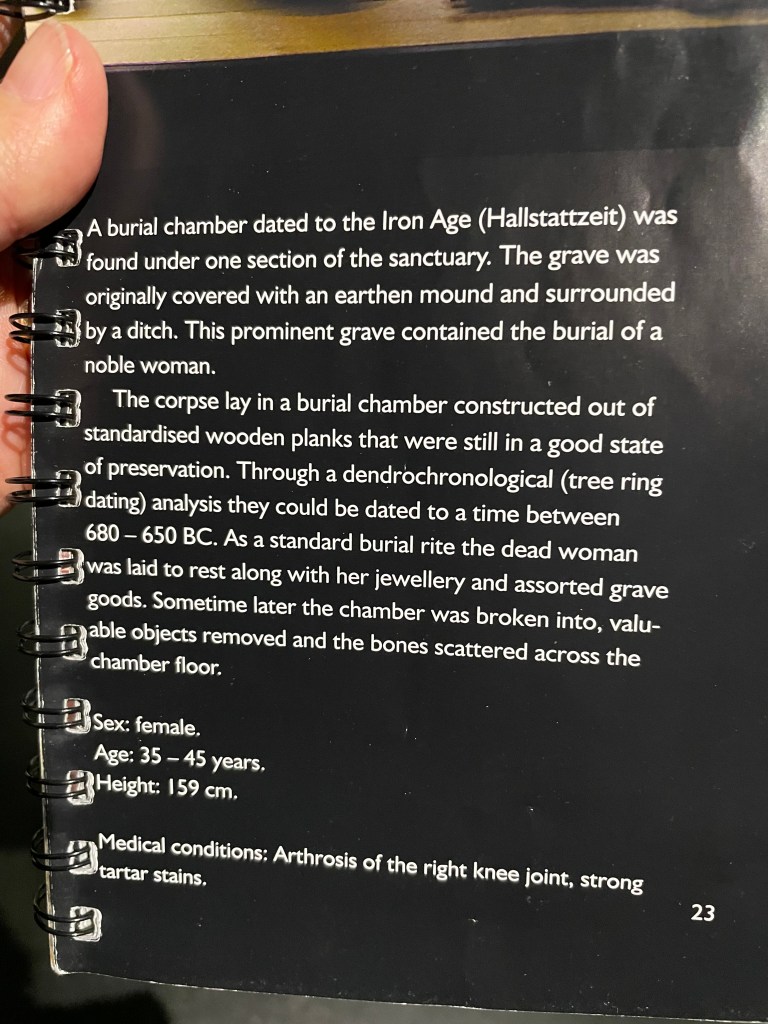 A burial chamber dated to the Iron Age (Hallstattzeit) was
found under one section of the sanctuary. The grave was
originally covered with an earthen mound and surrounded
by a ditch. This prominent grave contained the burial of a
noble woman.
The corpse lay in a burial chamber constructed out of
standardised wooden planks that were still in a good state
of preservation. Through a dendrochronological (tree ring
dating) analysis they could be dated to a time between
680 – 650 BC. As a standard burial rite the dead woman
was laid to rest along with her jewellery and assorted grave
goods. Sometime later the chamber was broken into, valu-
able objects removed and the bones scattered across the
chamber floor.
Sex: female.
Age: 35 – 45 years.
Height: 159 cm.
Medical conditions: Arthrosis of the right knee joint, strong
tartar stains.
23